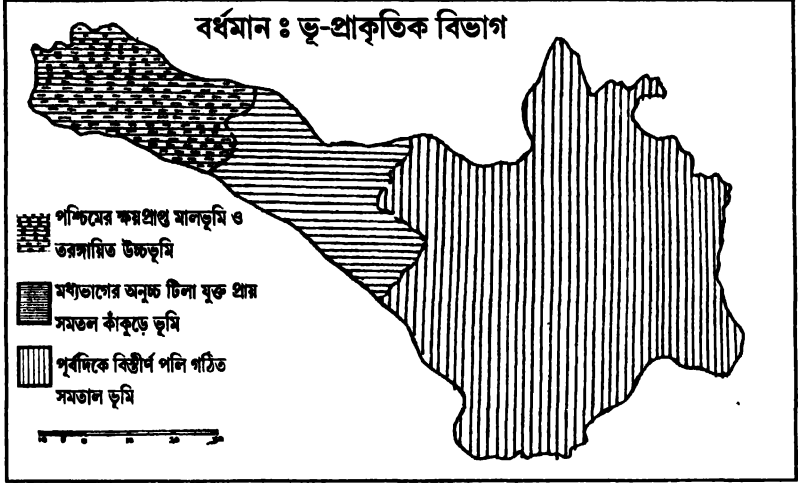 বর্ধমান ঃ ভূ-প্রাকৃতিক বিভাগ
পশ্চিমের ক্ষয়প্রাপ্ত মালভূমি ও
তরঙ্গায়িত উচ্চভূমি
মধ্যভাগের অনুচ্চ টিলা যুক্ত প্রায়
সমতল কাঁকুড়ে ভূমি
পূর্বদিকে বিস্তীর্ণ পলি গঠিত
সমতাল ভূমি